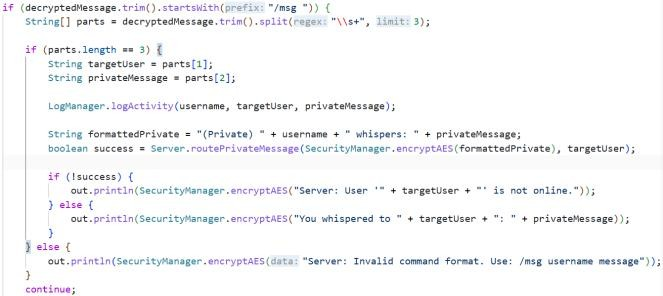 if (decryptedMessage.trim().startsWith(prefix: "/msg ")) {
String[] parts = decryptedMessage.trim().split(regex: "\\s+", limit: 3);
if (parts.length == 3) {
String targetUser = parts[1];
String privateMessage = parts[2];
LogManager.logActivity(username, targetUser, privateMessage);
String formattedPrivate = "(Private) " + username + " whispers: " + privateMessage;
boolean success = Server.routePrivateMessage(SecurityManager.encryptAES(formattedPrivate), targetUser);
if (!success) {
out.println(SecurityManager.encryptAES("Server: User '" + targetUser + "' is not online."));
} else {
out.println(SecurityManager.encryptAES("You whispered to " + targetUser + ": " + privateMessage));
}
} else {
out.println(SecurityManager.encryptAES(data: "Server: Invalid command format. Use: /msg username message"));
}
continue;